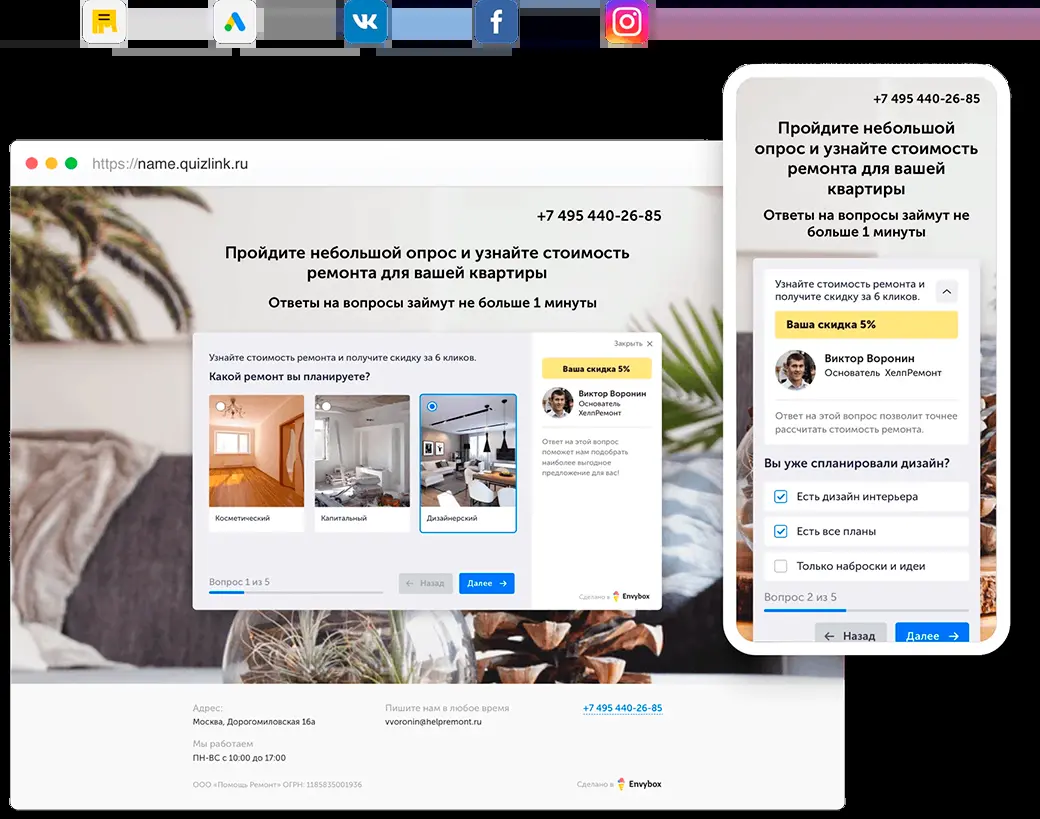 https://name.quizlink.ru
+7 495 440-26-85
Пройдите небольшой опрос и узнайте стоимость
ремонта для вашей квартиры
Ответы на вопросы займут не больше 1 минуты
Закрыть
Узнайте стоимость ремонта и получите скидку за 6 кликов.
Какой ремонт вы планируете?
Косметический
Капитальный
Дизайнерский
Вопрос 1 из 5
Назад
Далее
Ваша скидка 5%
Виктор Воронин
Основатель
ХелпРемонт
Ответ на этот вопрос
поможет нам подобрать
наиболее выгодное
предложение для вас!
Сделано в Envybox
Адрес:
Москва, Дорогомиловская 16а
Мы работаем
ПН-ВС с 10:00 до 17:00
Пишите нам в любое время
vvoronin@helpremont.ru
+7 495 440-26-85
ООО «Помощь Ремонт» ОГРН: 1185835001936
Сделано в Envybox
+7 495 440-26-85
Пройдите небольшой
опрос и узнайте стоимость
ремонта для вашей
квартиры
Ответы на вопросы займут не
больше 1 минуты
Узнайте стоимость ремонта и
получите скидку за 6 кликов.
Ваша скидка 5%
Виктор Воронин
Основатель ХелпРемонт
Ответ на этот вопрос позволит точнее
рассчитать стоимость ремонта.
Вы уже спланировали дизайн?
Есть дизайн интерьера
Есть все планы
Только наброски и идеи
Вопрос 2 из 5
Назад
Далее